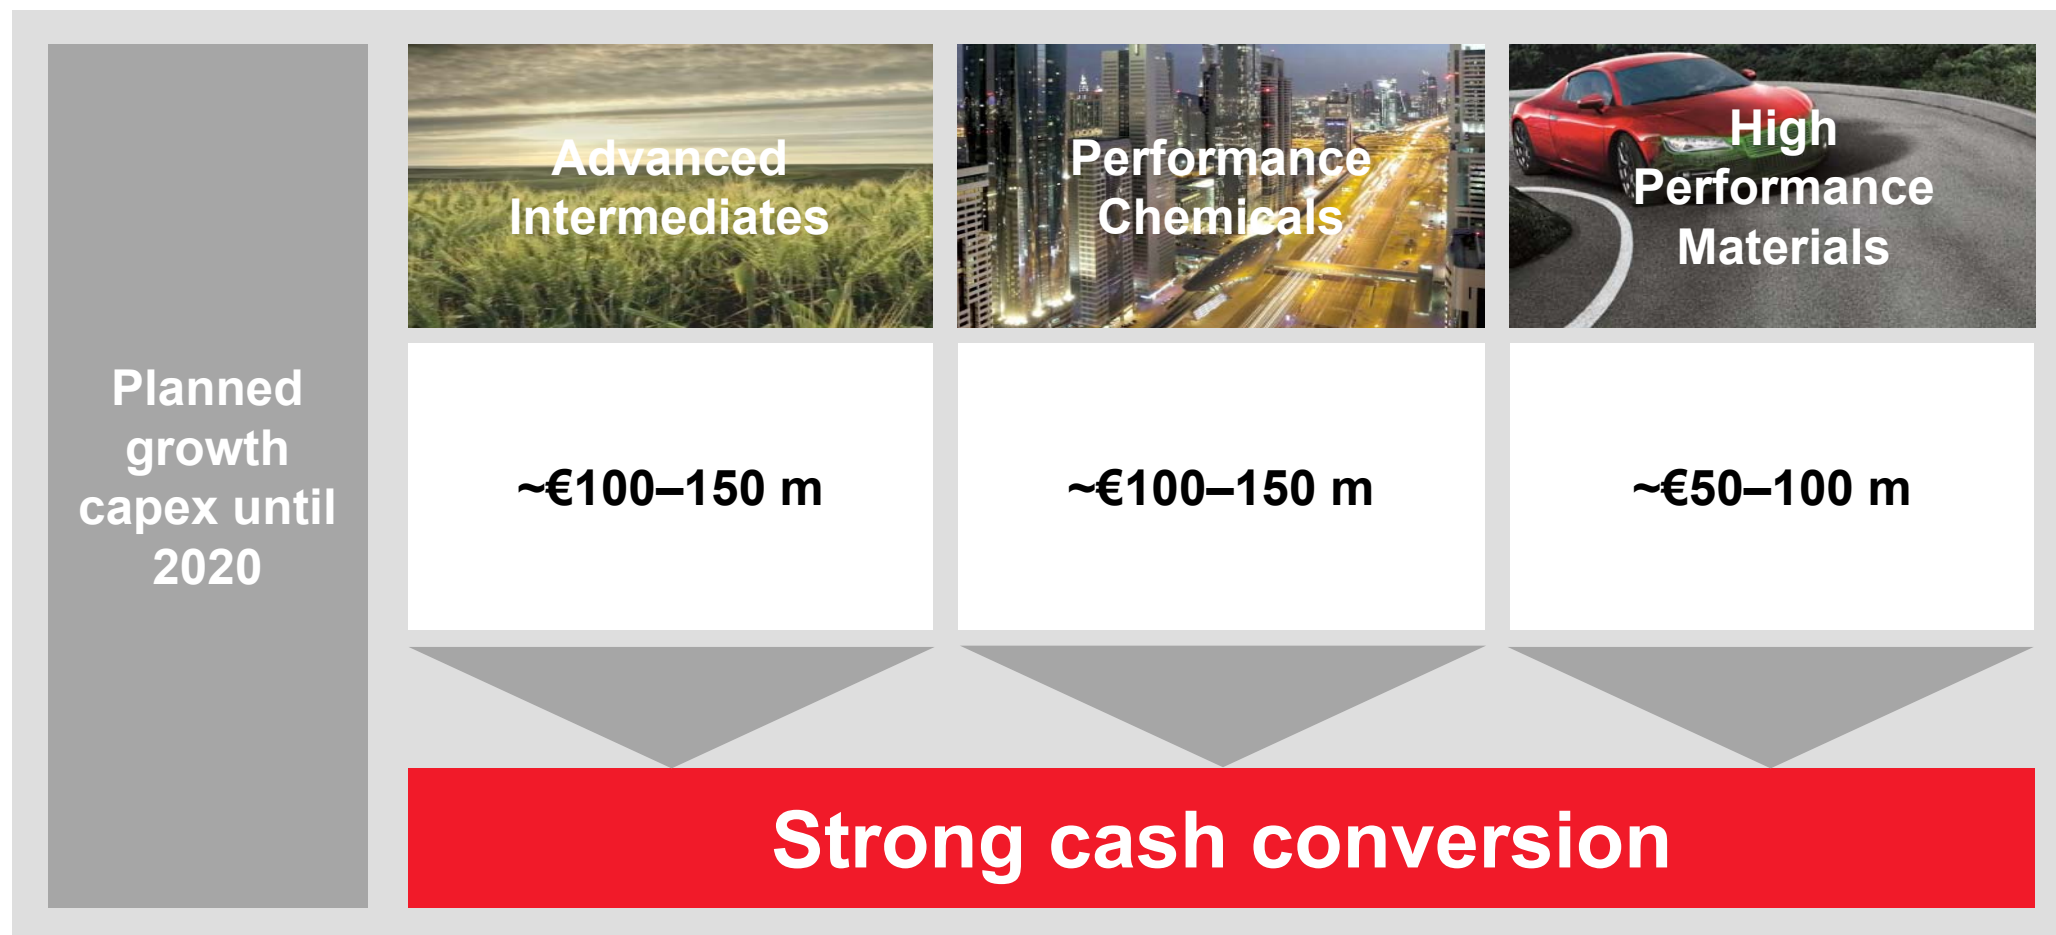 Planned
growth
capex until
2020
Advanced
Intermediates
Performance
Chemicals
High
Performance
Materials
~€100–150 m
~€100–150 m
~€50–100 m
Strong cash conversion